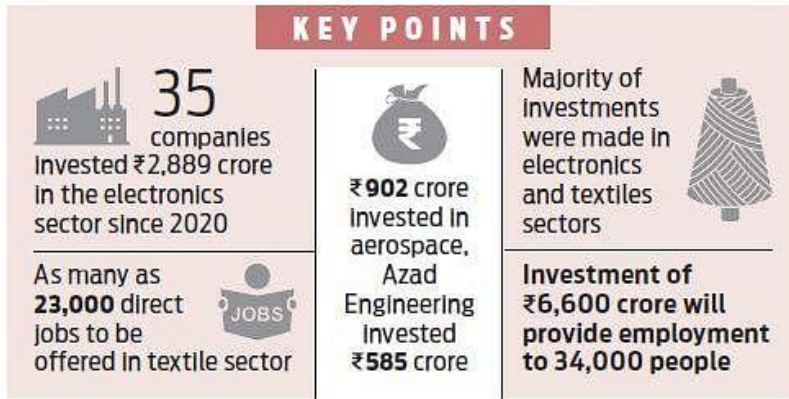 KEY POINTS
35
companies
invested ₹2,889 crore
in the electronics
sector since 2020
As many as
23,000 direct
jobs to be
offered in textile sector
JOBS
₹
₹902 crore
invested in
aerospace,
Azad
Engineering
invested
₹585 crore
Majority of
investments
were made in
electronics
and textiles
sectors
Investment of
₹6,600 crore will
provide employment
to 34,000 people